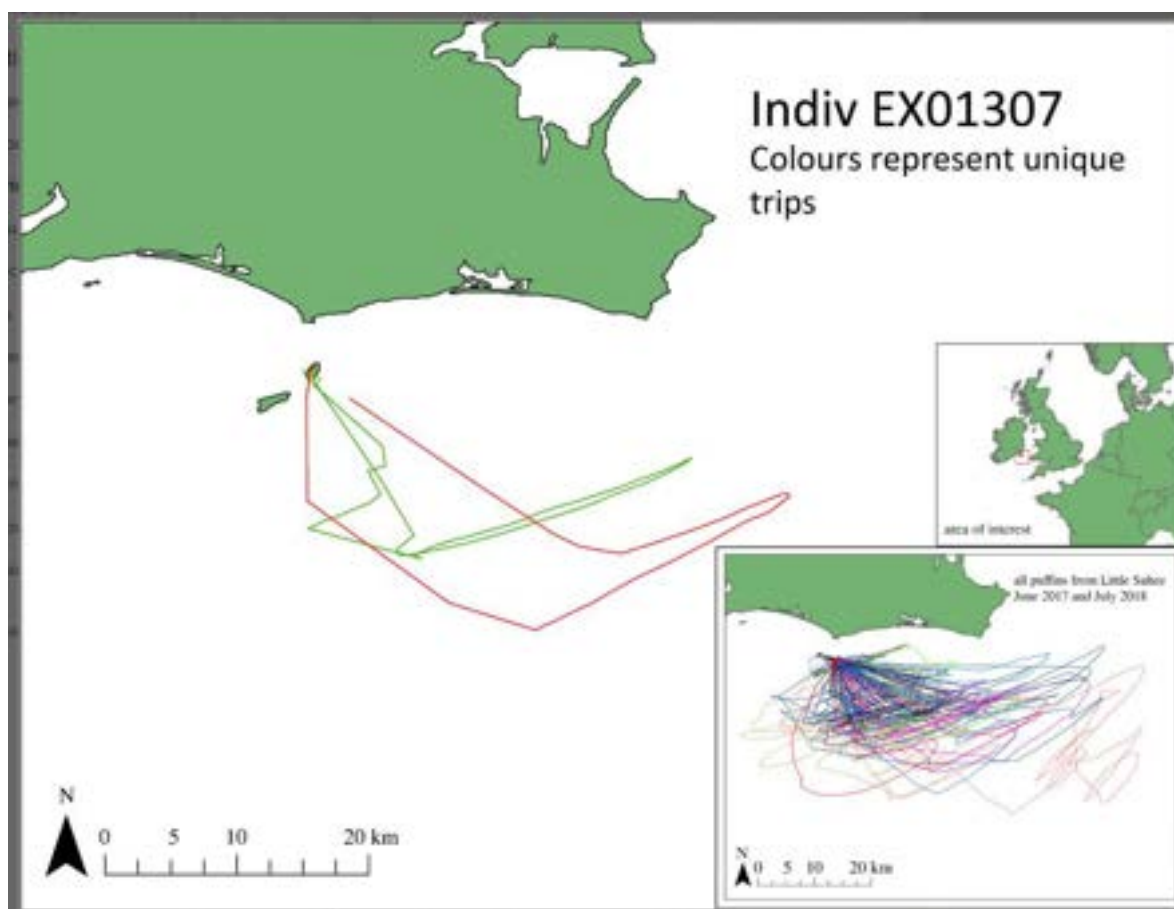 Indiv EX01307
Colours represent unique
trips
area of interest
all puffins from Little Saltee
June 2017 and July 2018
N
0 5 10 20 km
N
0 5 10 20 km